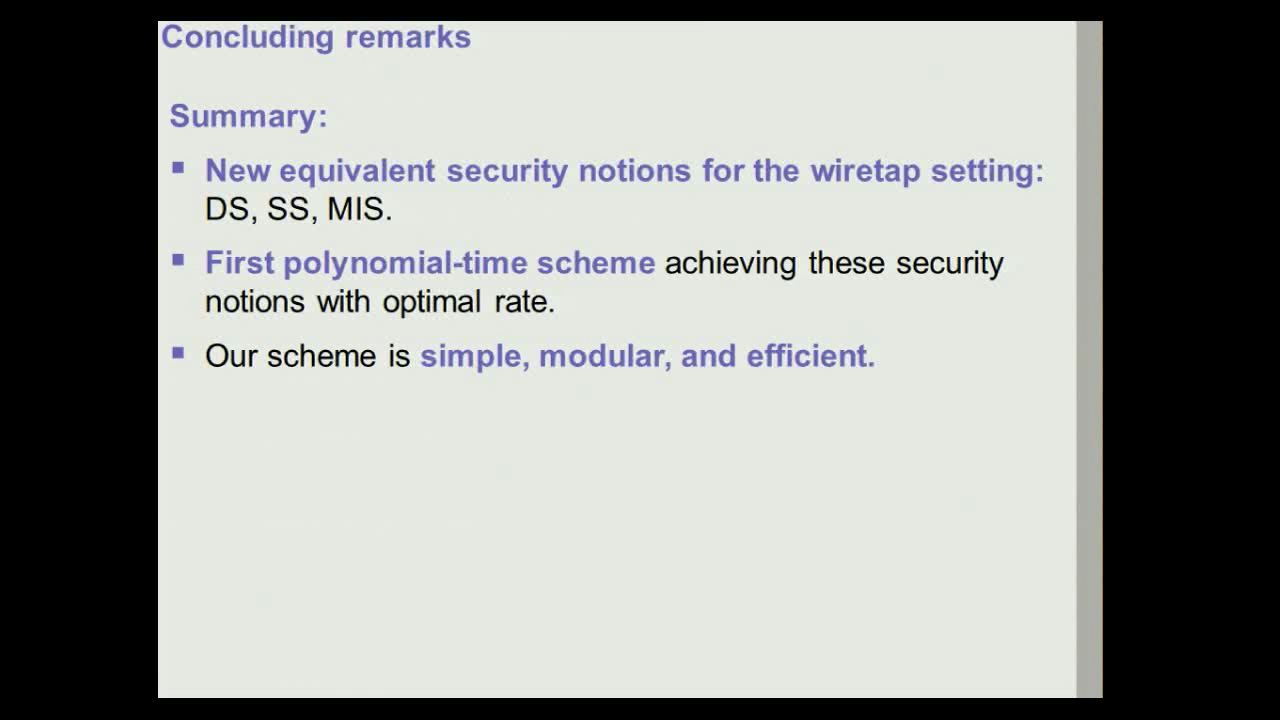 Concluding remarks
Summary:
▪ New equivalent security notions for the wiretap setting:
DS, SS, MIS.
▪ First polynomial-time scheme achieving these security
notions with optimal rate.
▪ Our scheme is simple, modular, and efficient.